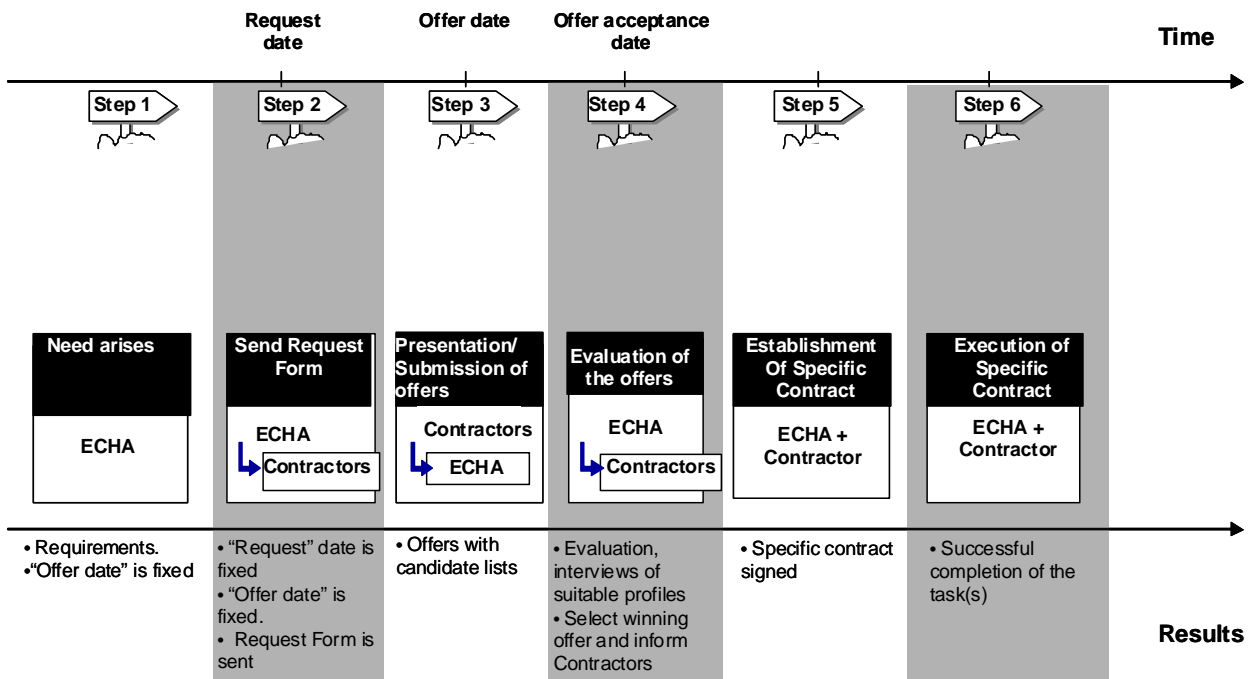 Request
date
Offer date
Offer acceptance
date
Time
Step 1
Step 2
Step 3
Step 4
Step 5
Step 6
Need arises
ECHA
Send Request
Form
ECHA
Contractors
Presentation/
Submission of
offers
Contractors
ECHA
Evaluation of
the offers
ECHA
Contractors
Establishment
Of Specific
Contract
ECHA +
Contractor
Execution of
Specific
Contract
ECHA +
Contractor
• Requirements.
•“Offer date” is fixed
• “Request” date is
fixed
• “Offer date” is
fixed.
• Request Form is
sent
• Offers with
candidate lists
• Evaluation,
interviews of
suitable profiles
• Select winning
offer and inform
Contractors
• Specific contract
signed
• Successful
completion of the
task(s)
Results